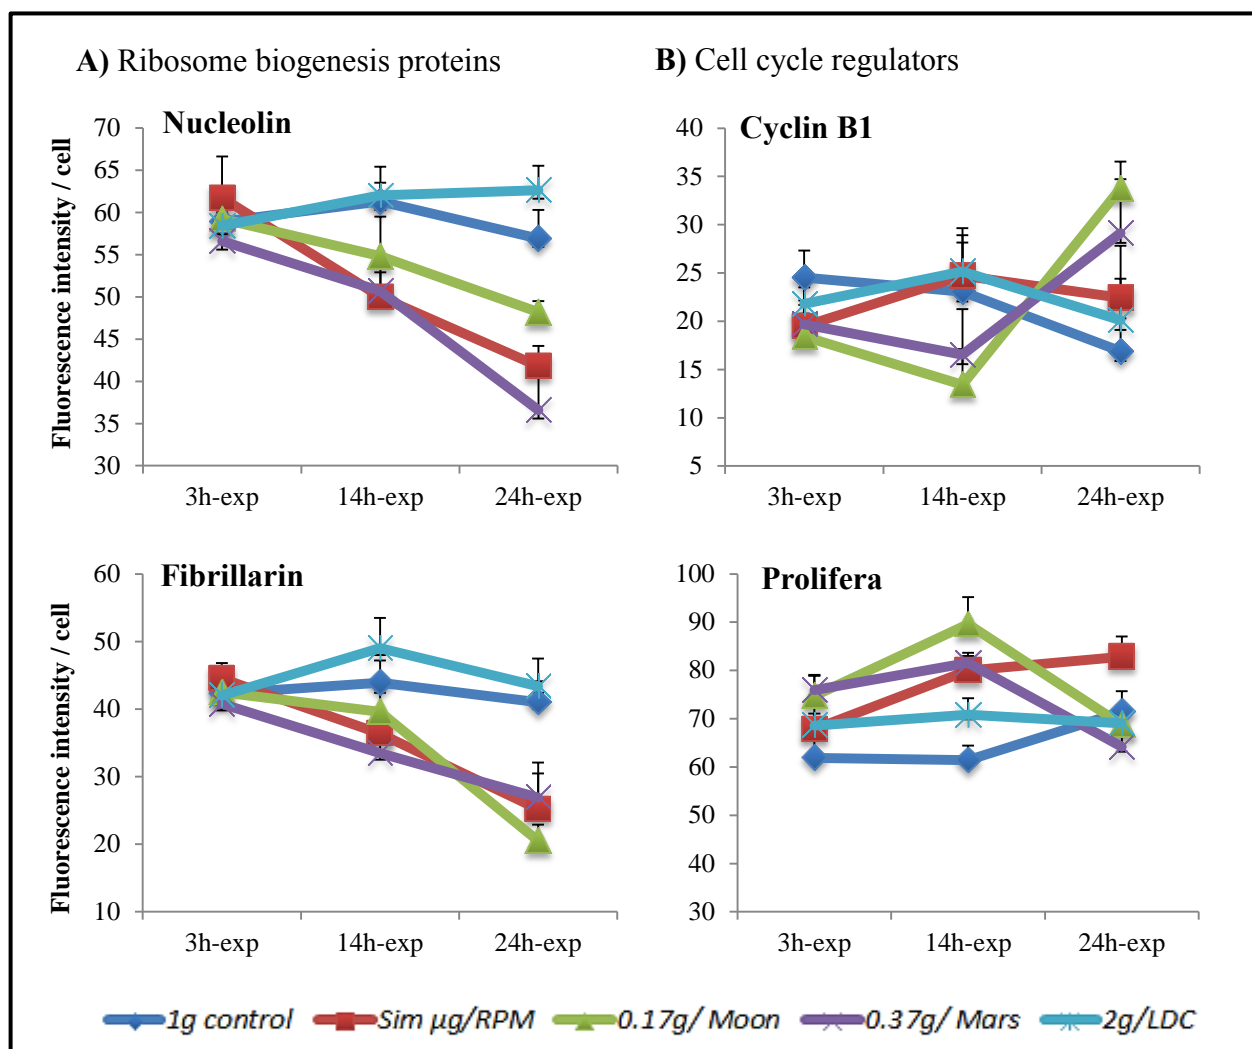 A) Ribosome biogenesis proteins
B) Cell cycle regulators
Nucleolin
Fluorescence intensity / cell
70
65
60
55
50
45
40
35
30
3h-exp 14h-exp 24h-exp
Cyclin B1
40
35
30
25
20
15
10
5
3h-exp 14h-exp 24h-exp
Fibrillarin
Fluorescence intensity / cell
60
50
40
30
20
10
3h-exp 14h-exp 24h-exp
Prolifera
100
90
80
70
60
50
40
30
3h-exp 14h-exp 24h-exp
1g control Sim µg/RPM 0.17g/ Moon 0.37g/ Mars 2g/LDC